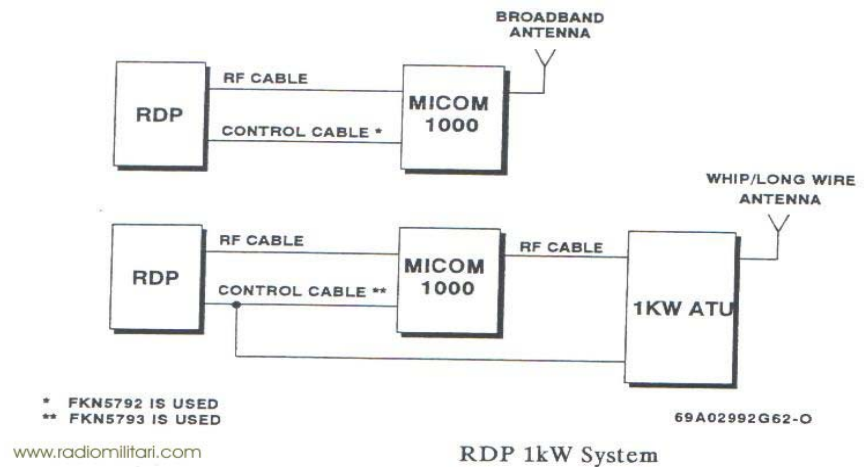 BROADBAND
ANTENNA
RF CABLE
RDP
MICOM
1000
CONTROL CABLE *
WHIP/LONG WIRE
ANTENNA
RF CABLE
RF CABLE
RDP
MICOM
1000
CONTROL CABLE **
1KW ATU
* FKN5792 IS USED
** FKN5793 IS USED
69A02992G62-O
www.radiomilitari.com
RDP 1kW System